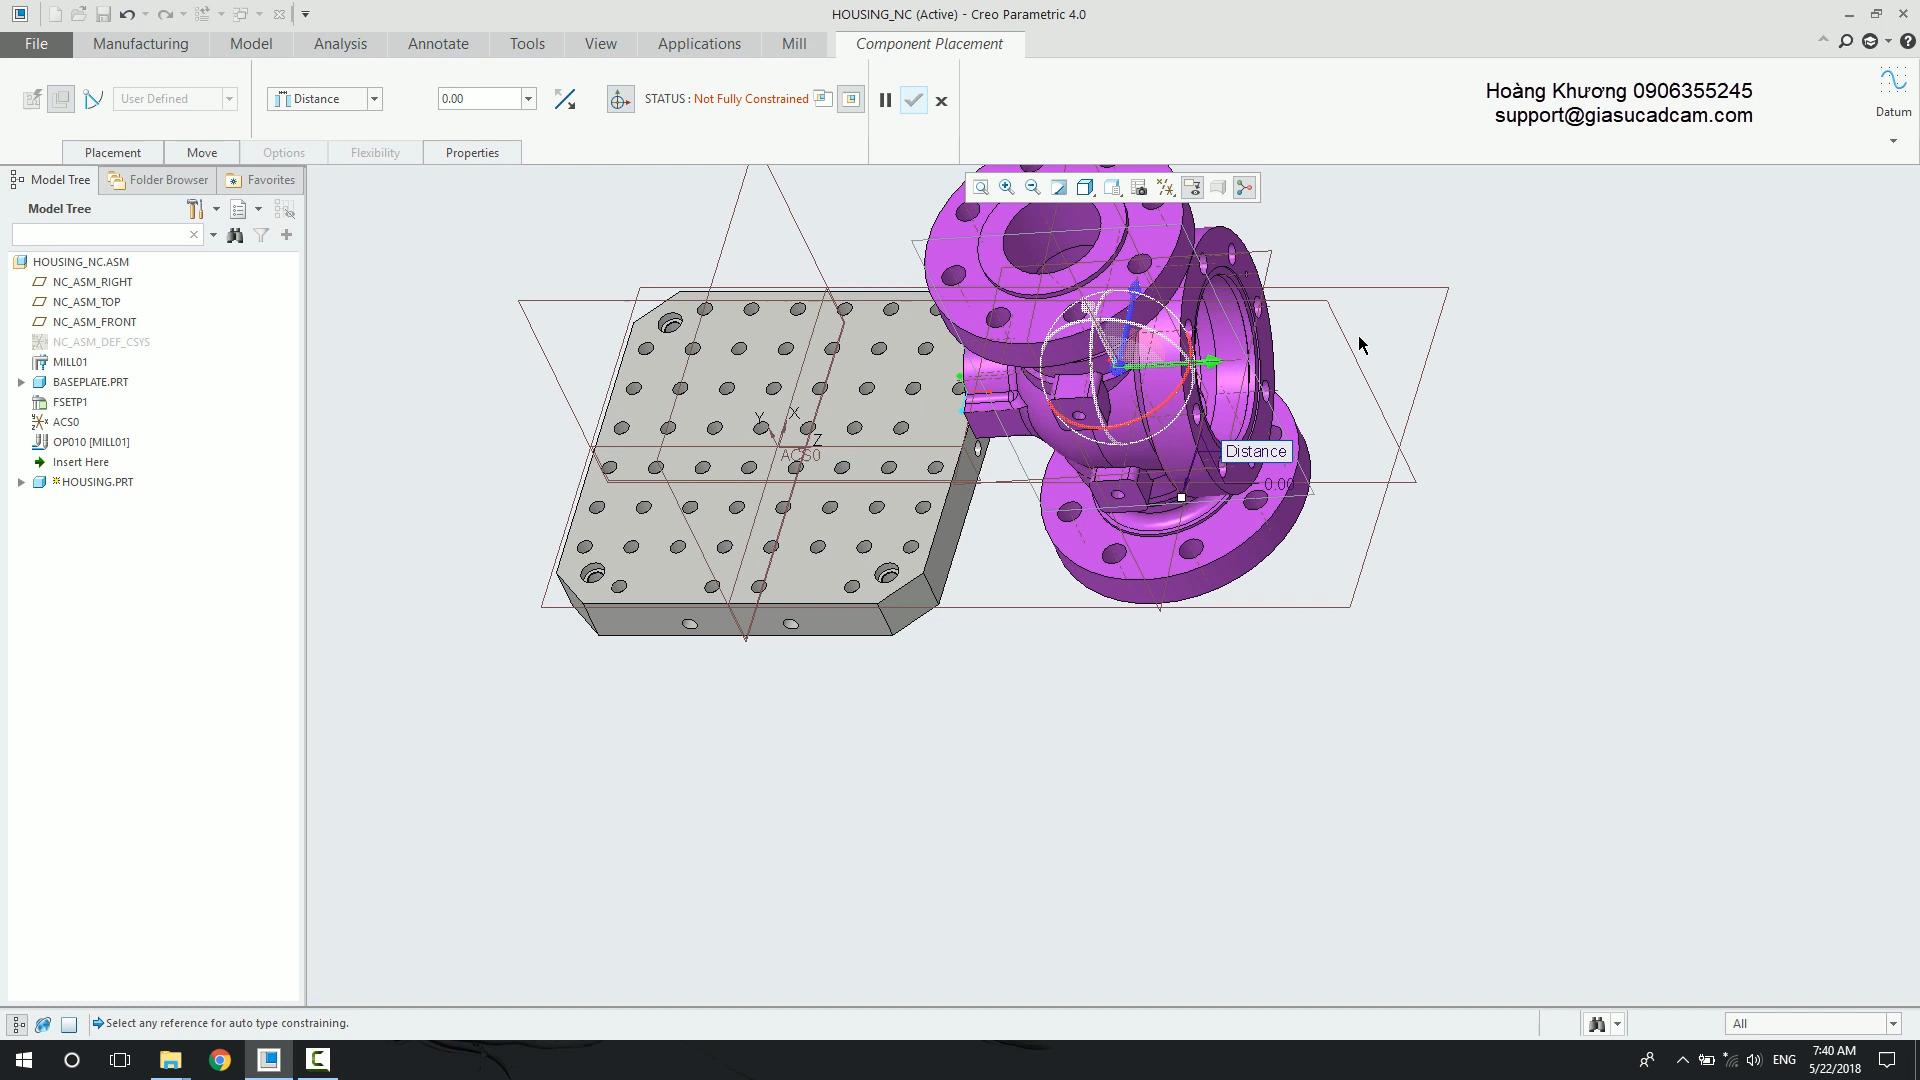 HOUSING_NC (Active) - Creo Parametric 4.0
File
Manufacturing
Model
Analysis
Annotate
Tools
View
Applications
Mill
Component Placement
User Defined
Distance
0.00
STATUS : Not Fully Constrained
Hoàng Khương 0906355245
support@giasucadcam.com
Datum
Placement
Move
Options
Flexibility
Properties
Model Tree
Folder Browser
Favorites
Model Tree
HOUSING_NC.ASM
NC_ASM_RIGHT
NC_ASM_TOP
NC_ASM_FRONT
NC_ASM_DEF_CSYS
MILL01
BASEPLATE.PRT
FSETP1
ACS0
OP010 [MILL01]
Insert Here
HOUSING.PRT
Y
X
Z
ACS0
Distance
0.00
Select any reference for auto type constraining.
All
ENG
7:40 AM
5/22/2018